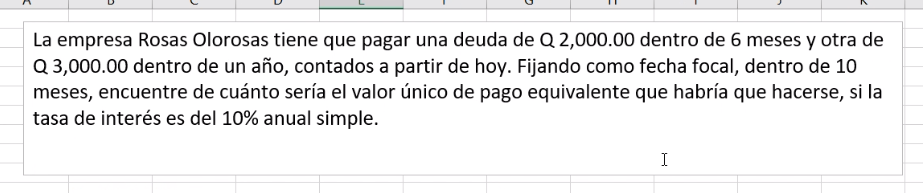 La empresa Rosas Olorosas tiene que pagar una deuda de Q 2,000.00 dentro de 6 meses y otra de
Q 3,000.00 dentro de un año, contados a partir de hoy. Fijando como fecha focal, dentro de 10
meses, encuentre de cuánto sería el valor único de pago equivalente que habría que hacerse, si la
tasa de interés es del 10% anual simple.